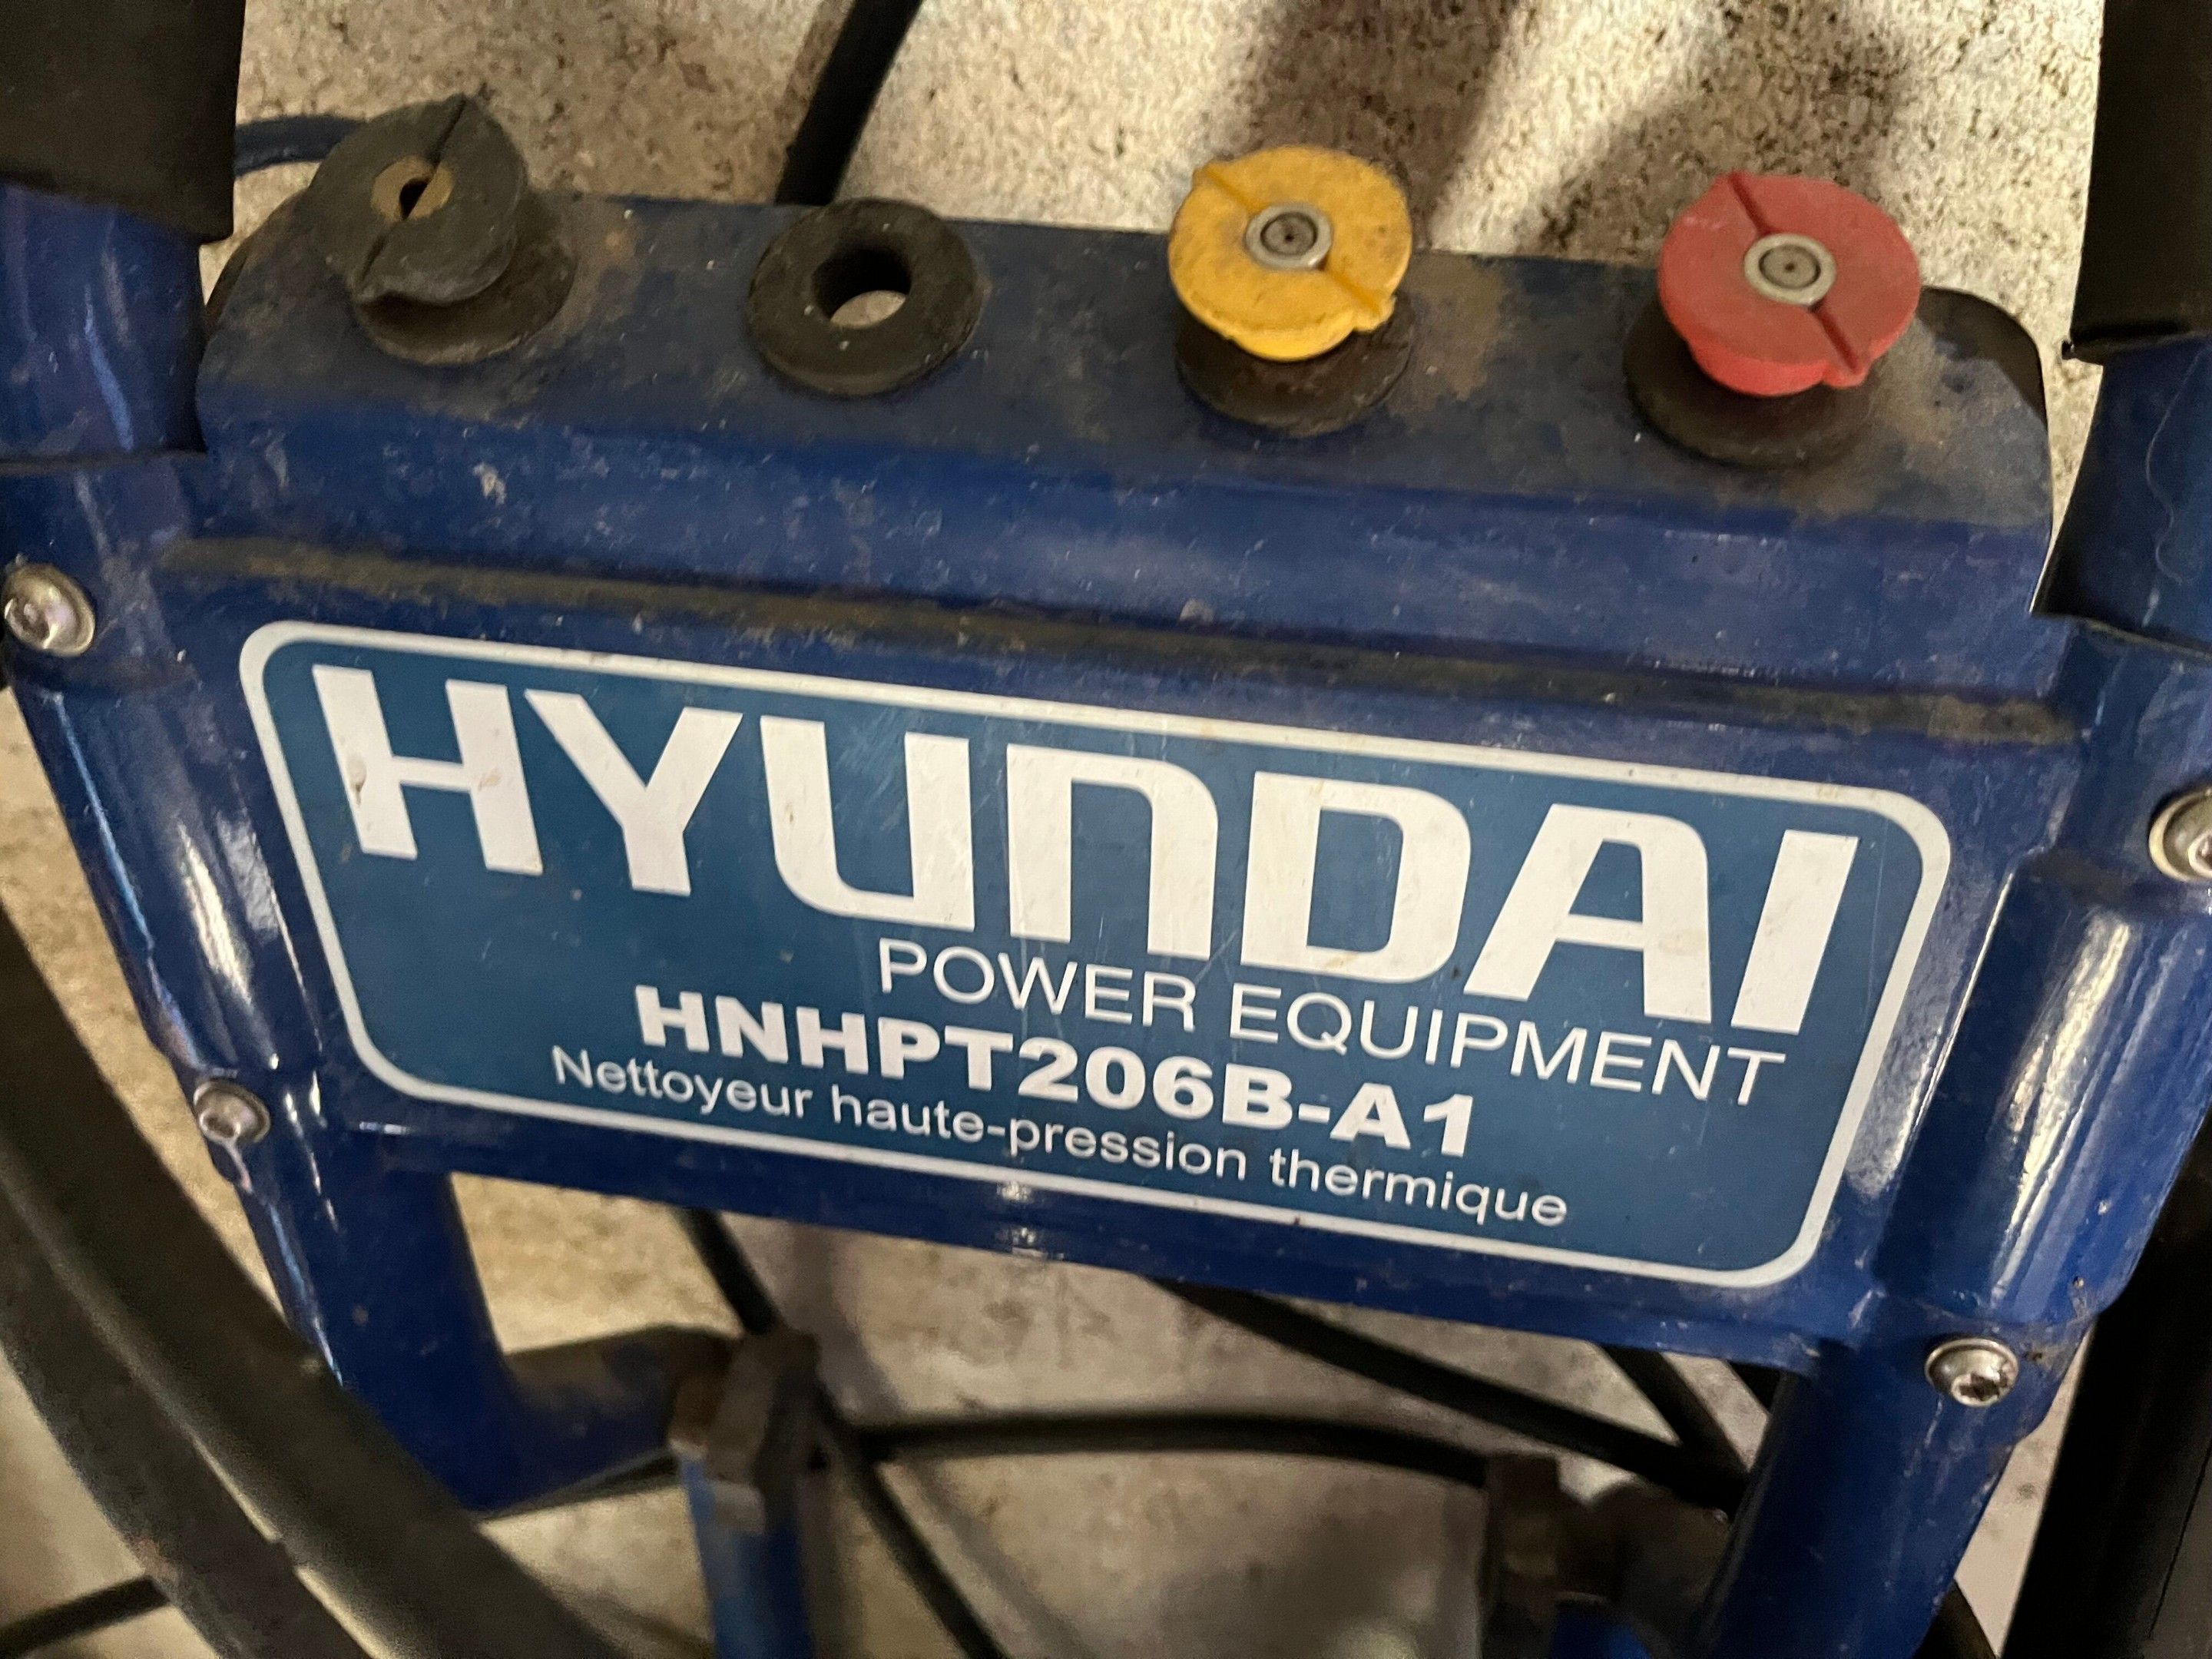 HYUNDAI
POWER EQUIPMENT
HNHPT206B-A1
Nettoyeur haute-pression thermique